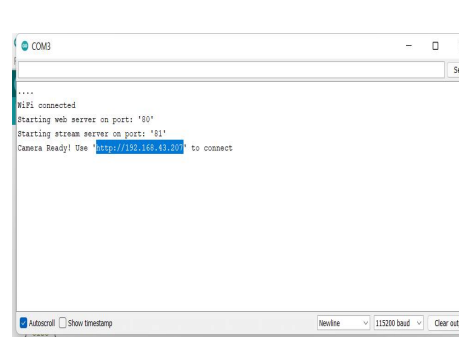 COM3
....
WiFi connected
Starting web server on port: '80'
Starting stream server on port: '81'
Camera Ready! Use 'http://192.168.43.207' to connect
Autoscroll Show timestamp Newline 115200 baud Clear out